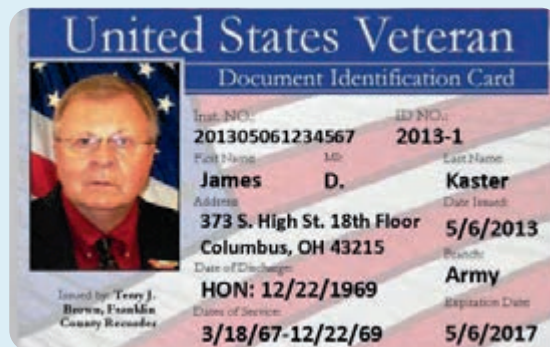 United States Veteran
Document Identification Card
Inst. NO.: ID NO.:
201305061234567 2013-1
First Name MI: Last Name
James D. Kaster
Address Date Issued:
373 S. High St. 18th Floor 5/6/2013
Columbus, OH 43215
Branch:
Date of Discharge: Army
HON: 12/22/1969
Issued by: Terry J. Expiration Date
Brown, Franklin Dates of Service:
County Recorder 3/18/67-12/22/69 5/6/2017